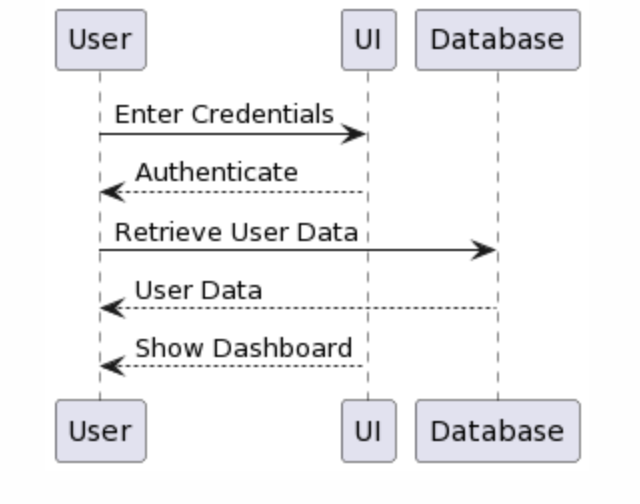 User UI Database
Enter Credentials
Authenticate
Retrieve User Data
User Data
Show Dashboard
User UI Database